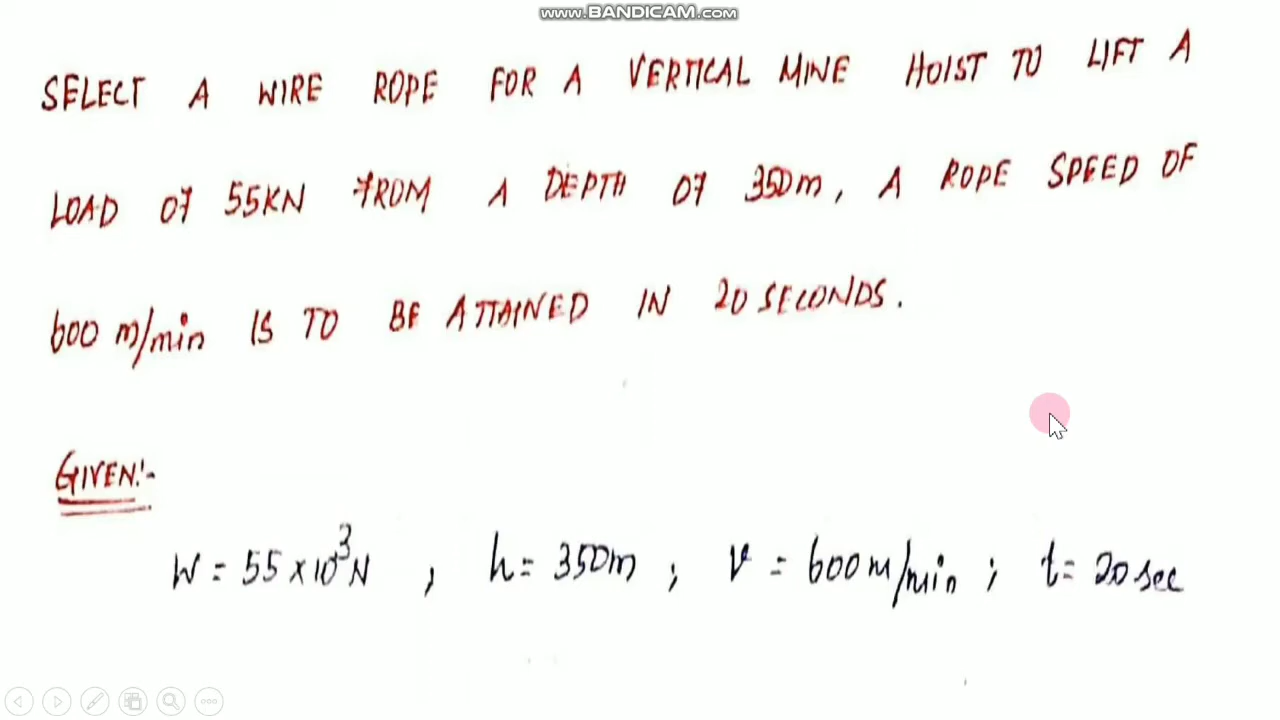 WWW.BANDICAM.COM
SELECT A WIRE ROPE FOR A VERTICAL MINE HOIST TO LIFT A
LOAD OF 55KN FROM A DEPTH OF 350m, A ROPE SPEED OF
600 m/min IS TO BE ATTAINED IN 20 SECONDS.
GIVEN:-
W = 55 × 10³ N , h = 350m ; V = 600 m/min ; t = 20 sec